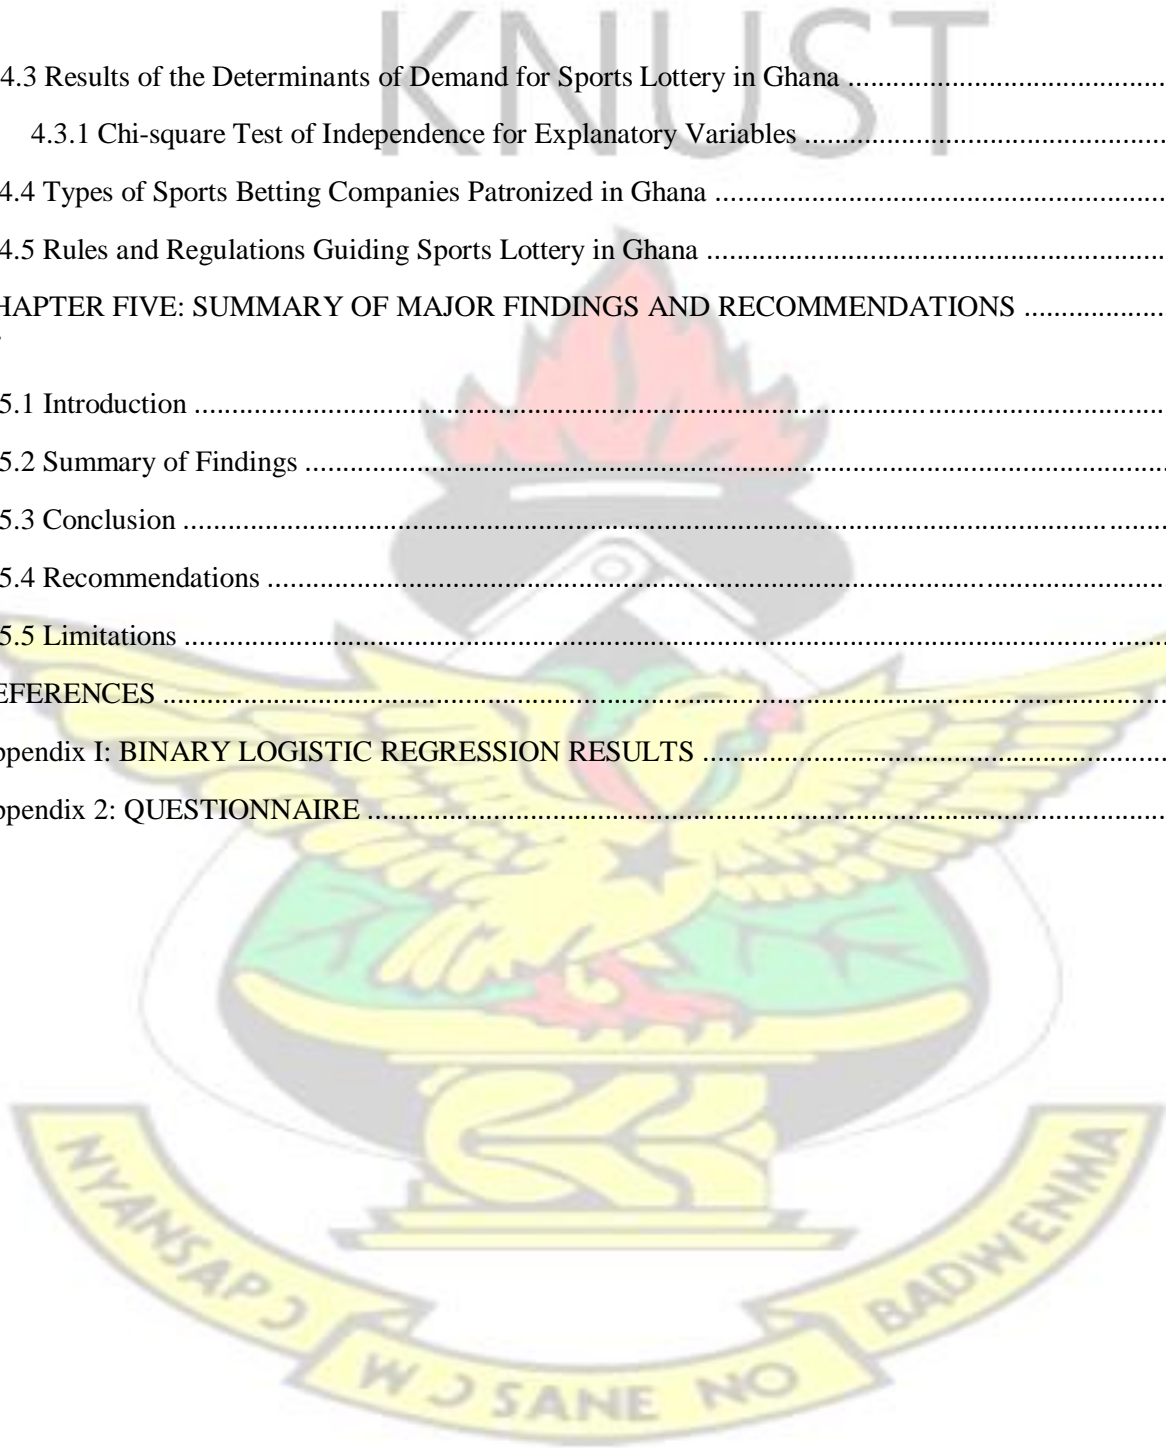 KNUST
4.3 Results of the Determinants of Demand for Sports Lottery in Ghana ................................................
4.3.1 Chi-square Test of Independence for Explanatory Variables ......................................................
4.4 Types of Sports Betting Companies Patronized in Ghana ....................................................................
4.5 Rules and Regulations Guiding Sports Lottery in Ghana ......................................................................
HAPTER FIVE: SUMMARY OF MAJOR FINDINGS AND RECOMMENDATIONS ......................
5.1 Introduction ...................................................................................................................................
5.2 Summary of Findings ....................................................................................................................
5.3 Conclusion .....................................................................................................................................
5.4 Recommendations .........................................................................................................................
5.5 Limitations .....................................................................................................................................
EFERENCES .......................................................................................................................................
ppendix I: BINARY LOGISTIC REGRESSION RESULTS ......................................................................
ppendix 2: QUESTIONNAIRE ...............................................................................................................
NYANSAPƆ
WƆSANE NO
BADWENMA